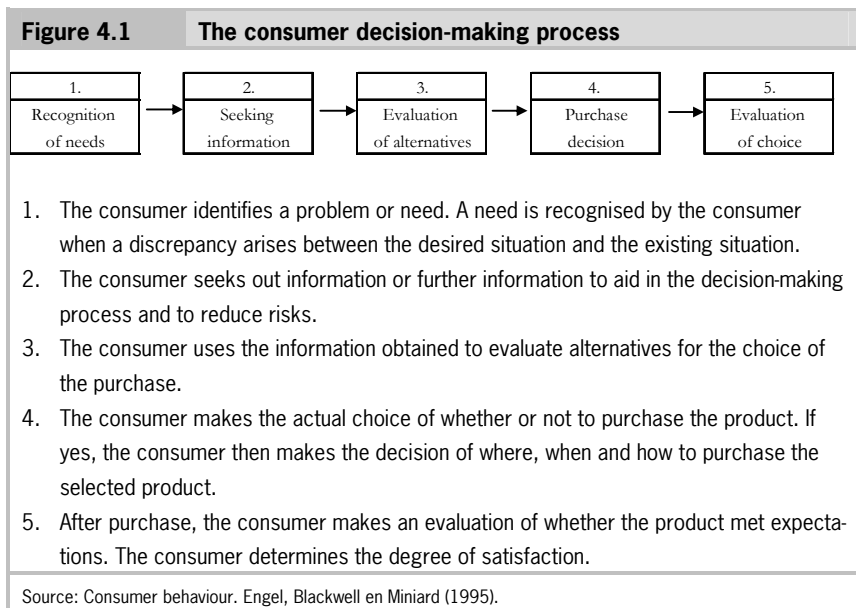 Figure 4.1 The consumer decision-making process
1. 2. 3. 4. 5.
Recognition Seeking Evaluation Purchase Evaluation
of needs information of alternatives decision of choice
1. The consumer identifies a problem or need. A need is recognised by the consumer
when a discrepancy arises between the desired situation and the existing situation.
2. The consumer seeks out information or further information to aid in the decision-making
process and to reduce risks.
3. The consumer uses the information obtained to evaluate alternatives for the choice of
the purchase.
4. The consumer makes the actual choice of whether or not to purchase the product. If
yes, the consumer then makes the decision of where, when and how to purchase the
selected product.
5. After purchase, the consumer makes an evaluation of whether the product met expecta-
tions. The consumer determines the degree of satisfaction.
Source: Consumer behaviour. Engel, Blackwell en Miniard (1995).